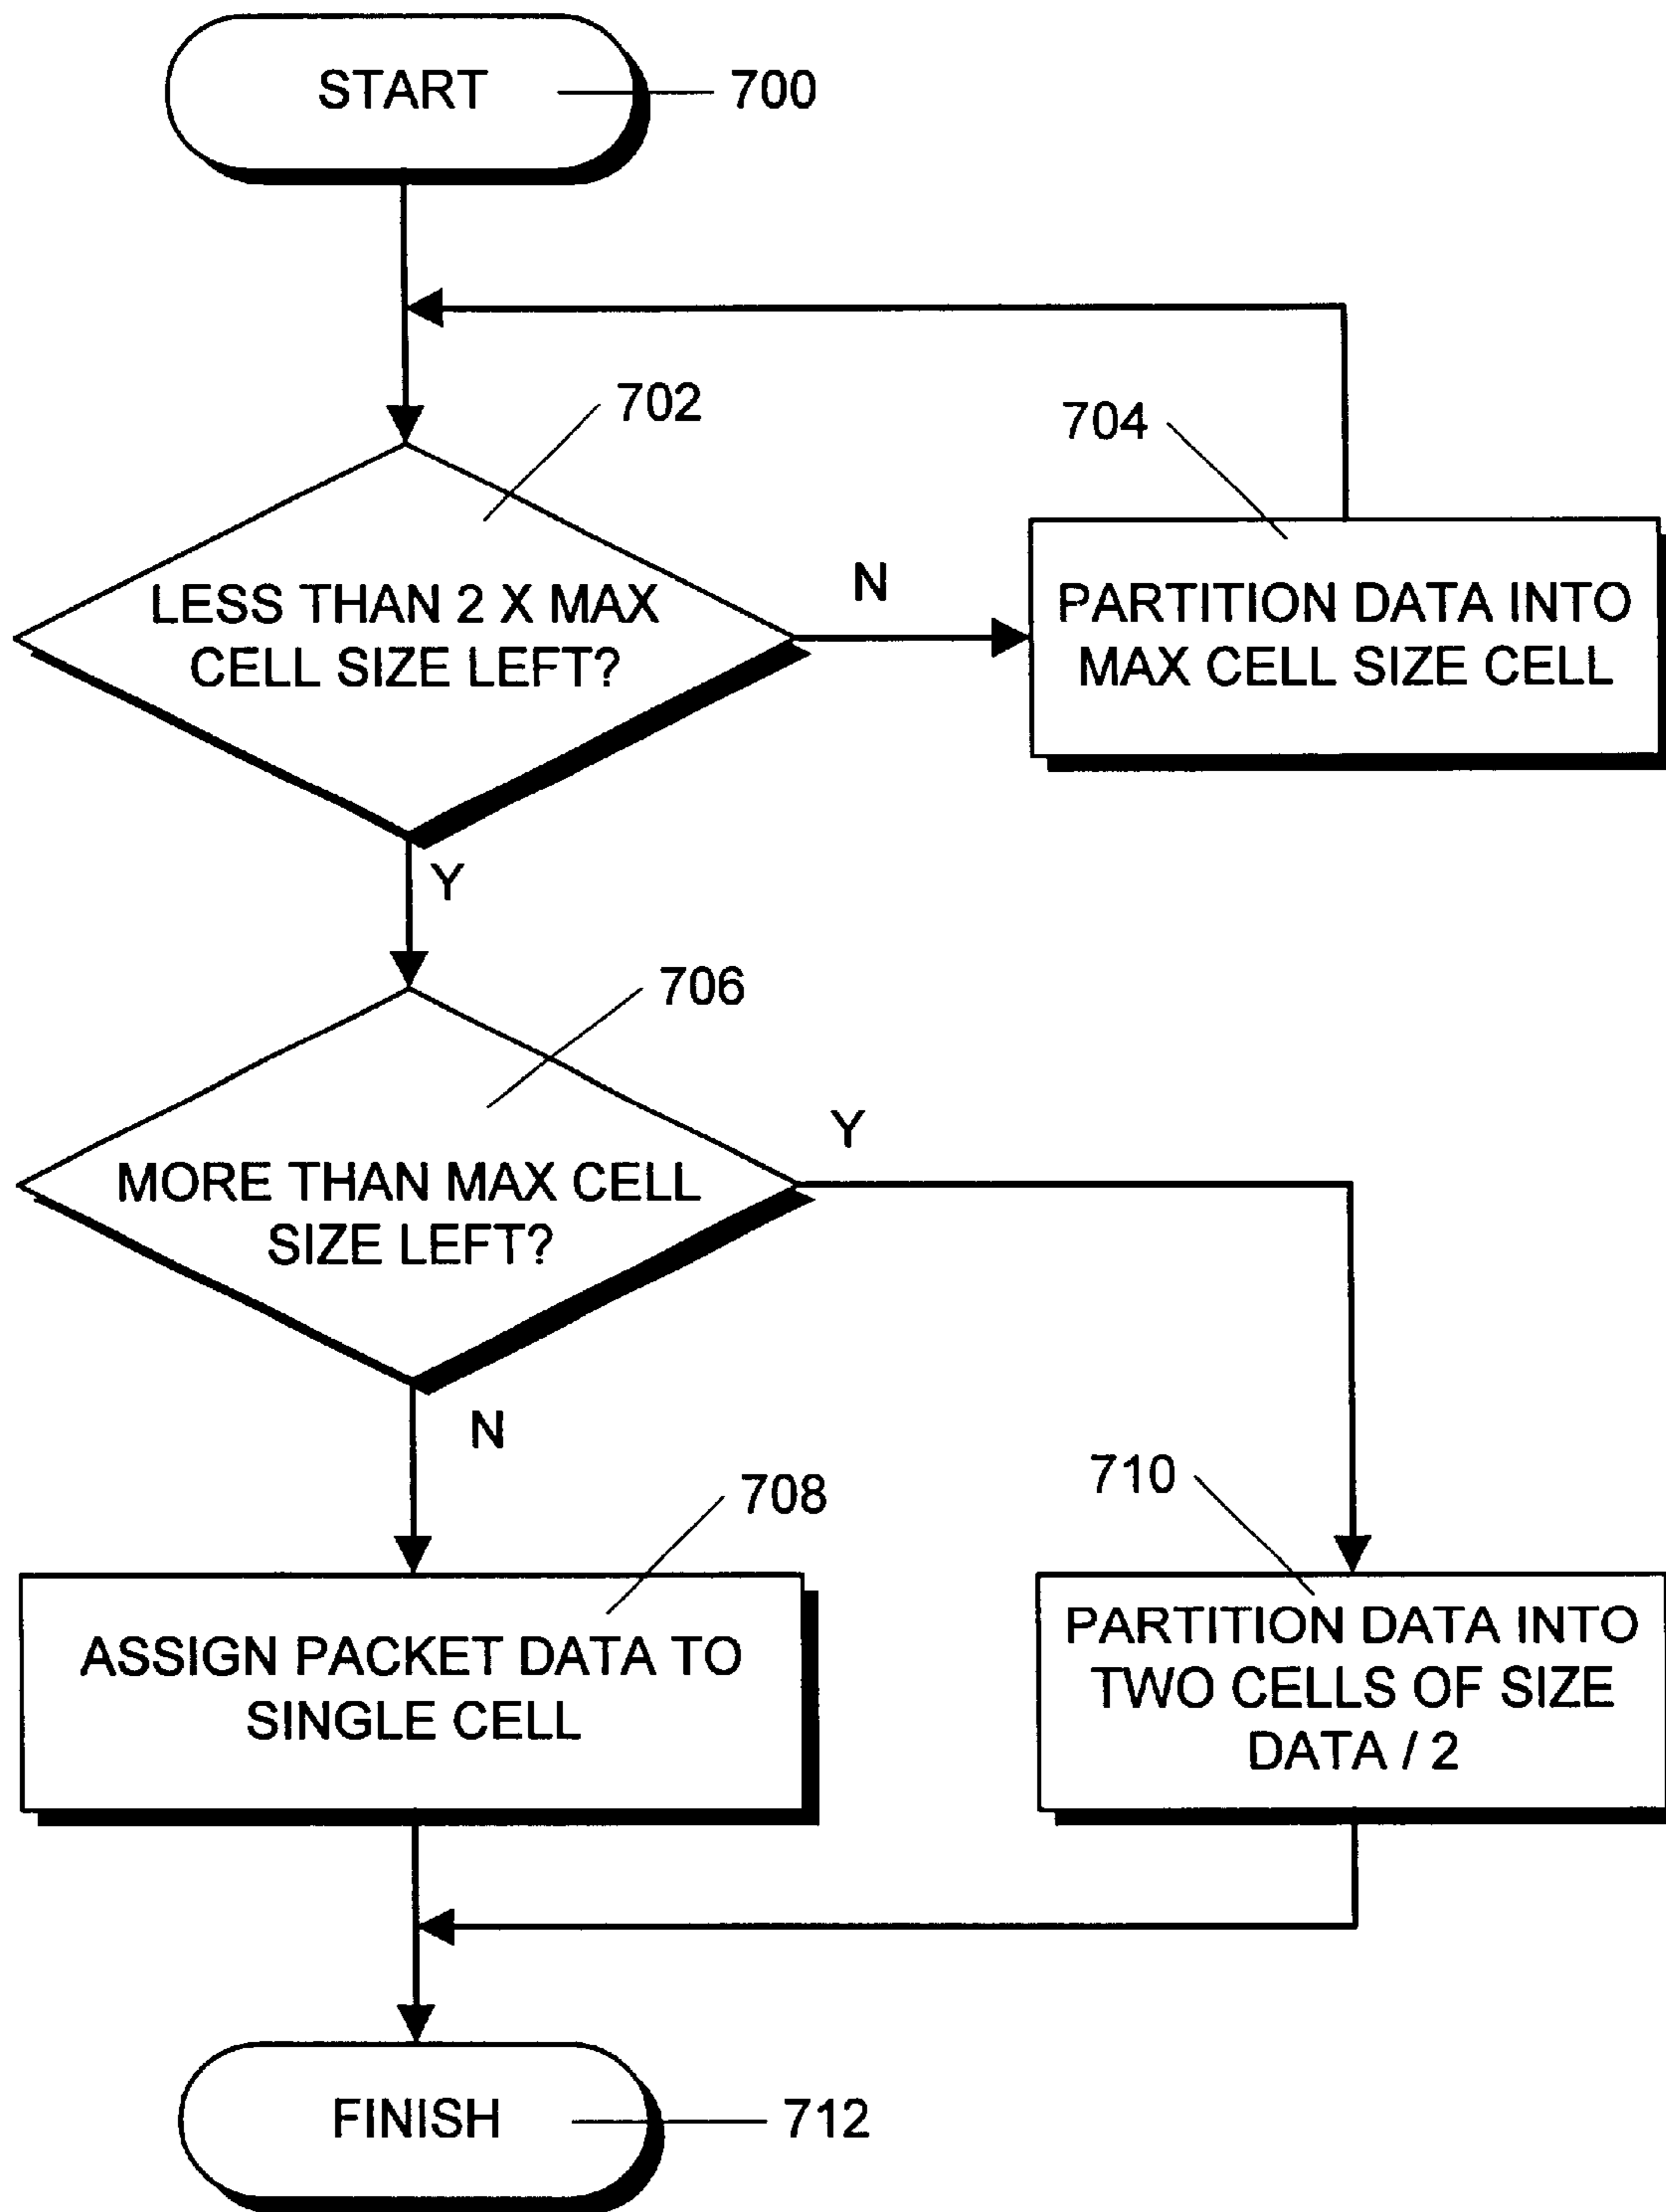 START
700
702
704
LESS THAN 2 X MAX
CELL SIZE LEFT?
N
PARTITION DATA INTO
MAX CELL SIZE CELL
Y
706
MORE THAN MAX CELL
SIZE LEFT?
Y
N
708
710
ASSIGN PACKET DATA TO
SINGLE CELL
PARTITION DATA INTO
TWO CELLS OF SIZE
DATA / 2
FINISH
712